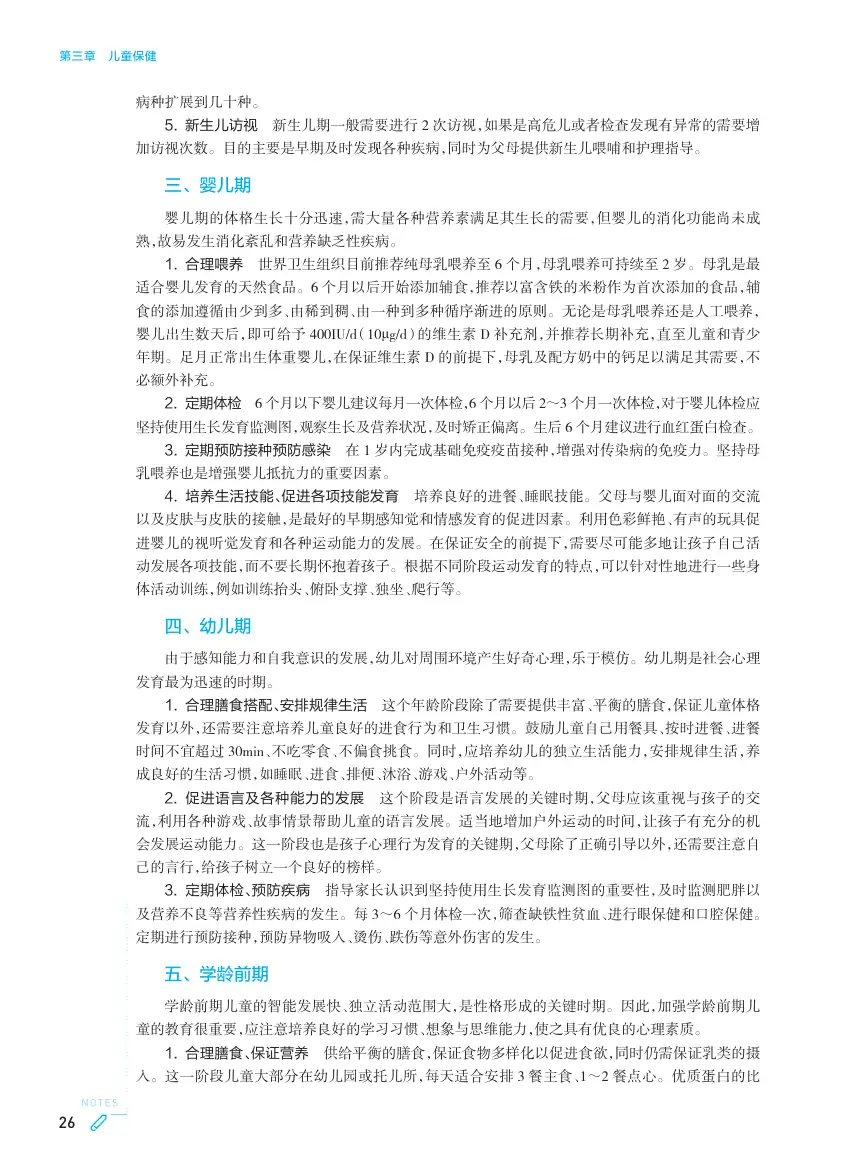 第三章　儿童保健
病种扩展到几十种。
5. 新生儿访视　新生儿期一般需要进行 2 次访视,如果是高危儿或者检查发现有异常的需要增
加访视次数。目的主要是早期及时发现各种疾病,同时为父母提供新生儿喂哺和护理指导。
三、婴儿期
婴儿期的体格生长十分迅速,需大量各种营养素满足其生长的需要,但婴儿的消化功能尚未成
熟,故易发生消化紊乱和营养缺乏性疾病。
1. 合理喂养　世界卫生组织目前推荐纯母乳喂养至 6 个月,母乳喂养可持续至 2 岁。母乳是最
适合婴儿发育的天然食品。6 个月以后开始添加辅食,推荐以富含铁的米粉作为首次添加的食品,辅
食的添加遵循由少到多、由稀到稠、由一种到多种循序渐进的原则。无论是母乳喂养还是人工喂养,
婴儿出生数天后,即可给予 400IU/d（10μg/d）的维生素 D 补充剂,并推荐长期补充,直至儿童和青少
年期。足月正常出生体重婴儿,在保证维生素 D 的前提下,母乳及配方奶中的钙足以满足其需要,不
必额外补充。
2. 定期体检　6 个月以下婴儿建议每月一次体检,6 个月以后 2～3 个月一次体检,对于婴儿体检应
坚持使用生长发育监测图,观察生长及营养状况,及时矫正偏离。生后 6 个月建议进行血红蛋白检查。
3. 定期预防接种预防感染　在 1 岁内完成基础免疫疫苗接种,增强对传染病的免疫力。坚持母
乳喂养也是增强婴儿抵抗力的重要因素。
4. 培养生活技能、促进各项技能发育　培养良好的进餐、睡眠技能。父母与婴儿面对面的交流
以及皮肤与皮肤的接触,是最好的早期感知觉和情感发育的促进因素。利用色彩鲜艳、有声的玩具促
进婴儿的视听觉发育和各种运动能力的发展。在保证安全的前提下,需要尽可能多地让孩子自己活
动发展各项技能,而不要长期怀抱着孩子。根据不同阶段运动发育的特点,可以针对性地进行一些身
体活动训练,例如训练抬头、俯卧支撑、独坐、爬行等。
四、幼儿期
由于感知能力和自我意识的发展,幼儿对周围环境产生好奇心理,乐于模仿。幼儿期是社会心理
发育最为迅速的时期。
1. 合理膳食搭配、安排规律生活　这个年龄阶段除了需要提供丰富、平衡的膳食,保证儿童体格
发育以外,还需要注意培养儿童良好的进食行为和卫生习惯。鼓励儿童自己用餐具、按时进餐、进餐
时间不宜超过 30min、不吃零食、不偏食挑食。同时,应培养幼儿的独立生活能力,安排规律生活,养
成良好的生活习惯,如睡眠、进食、排便、沐浴、游戏、户外活动等。
2. 促进语言及各种能力的发展　这个阶段是语言发展的关键时期,父母应该重视与孩子的交
流,利用各种游戏、故事情景帮助儿童的语言发展。适当地增加户外运动的时间,让孩子有充分的机
会发展运动能力。这一阶段也是孩子心理行为发育的关键期,父母除了正确引导以外,还需要注意自
己的言行,给孩子树立一个良好的榜样。
3. 定期体检、预防疾病　指导家长认识到坚持使用生长发育监测图的重要性,及时监测肥胖以
及营养不良等营养性疾病的发生。每 3～6 个月体检一次,筛查缺铁性贫血、进行眼保健和口腔保健。
定期进行预防接种,预防异物吸入、烫伤、跌伤等意外伤害的发生。
五、学龄前期
学龄前期儿童的智能发展快、独立活动范围大,是性格形成的关键时期。因此,加强学龄前期儿
童的教育很重要,应注意培养良好的学习习惯、想象与思维能力,使之具有优良的心理素质。
1. 合理膳食、保证营养　供给平衡的膳食,保证食物多样化以促进食欲,同时仍需保证乳类的摄
入。这一阶段儿童大部分在幼儿园或托儿所,每天适合安排 3 餐主食、1～2 餐点心。优质蛋白的比
NOTES
26